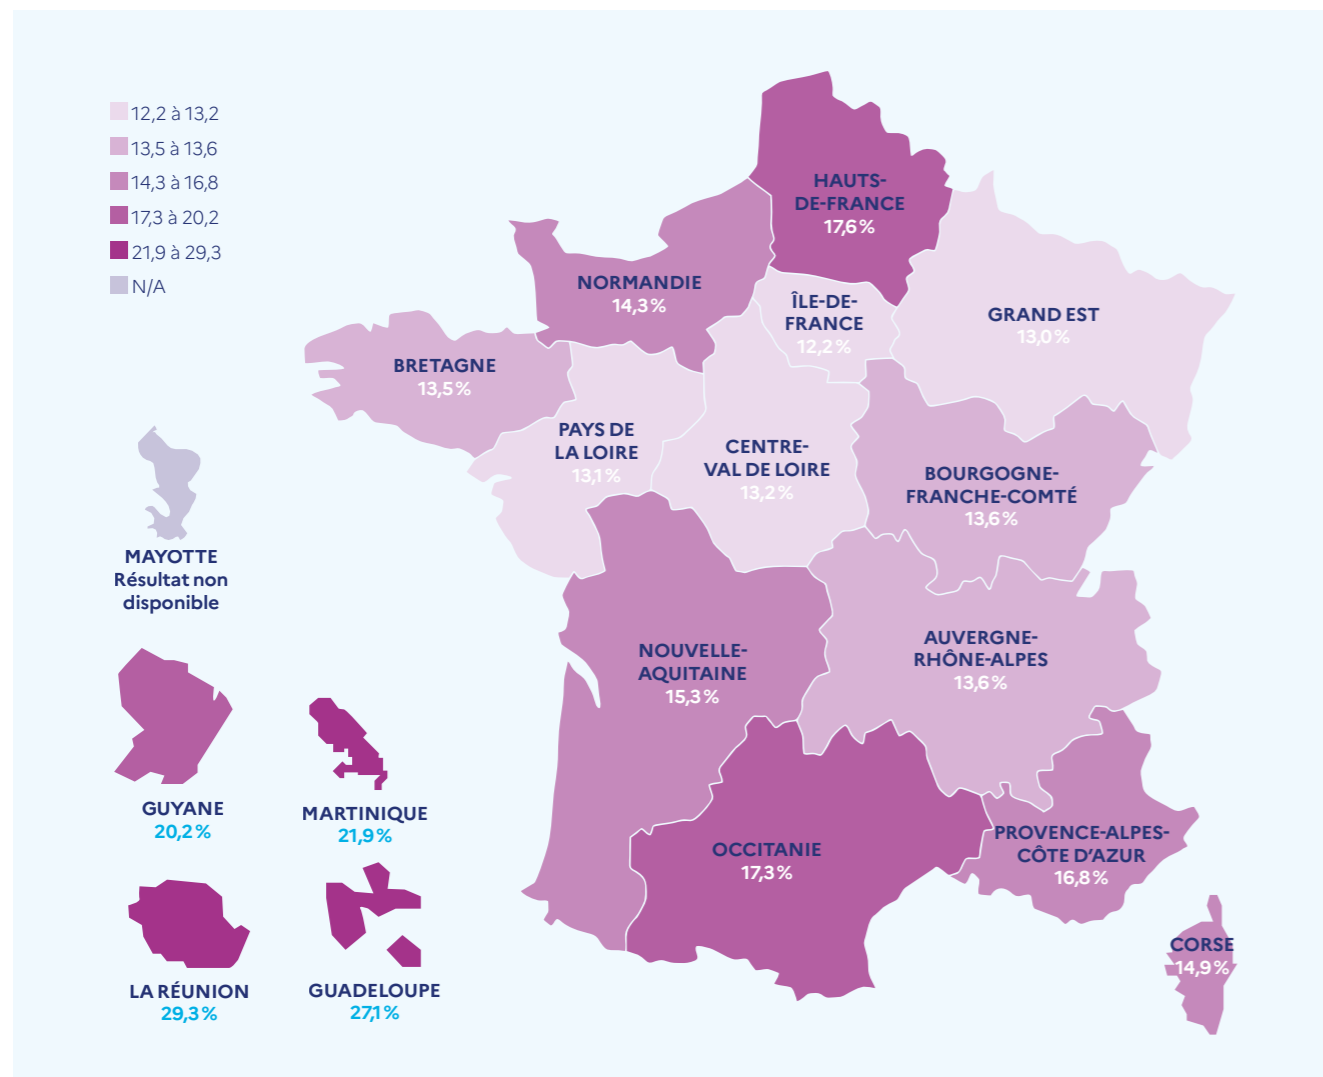 12,2 à 13,2
13,5 à 13,6
14,3 à 16,8
17,3 à 20,2
21,9 à 29,3
N/A
HAUTS-
DE-FRANCE
17,6 %
NORMANDIE
14,3 %
ÎLE-DE-
FRANCE
12,2 %
GRAND EST
13,0 %
BRETAGNE
13,5 %
PAYS DE
LA LOIRE
13,1 %
CENTRE-
VAL DE LOIRE
13,2 %
BOURGOGNE-
FRANCHE-COMTÉ
13,6 %
MAYOTTE
Résultat non
disponible
NOUVELLE-
AQUITAINE
15,3 %
AUVERGNE-
RHÔNE-ALPES
13,6 %
GUYANE
20,2 %
MARTINIQUE
21,9 %
OCCITANIE
17,3 %
PROVENCE-ALPES-
CÔTE D’AZUR
16,8 %
CORSE
14,9 %
LA RÉUNION
29,3 %
GUADELOUPE
27,1 %